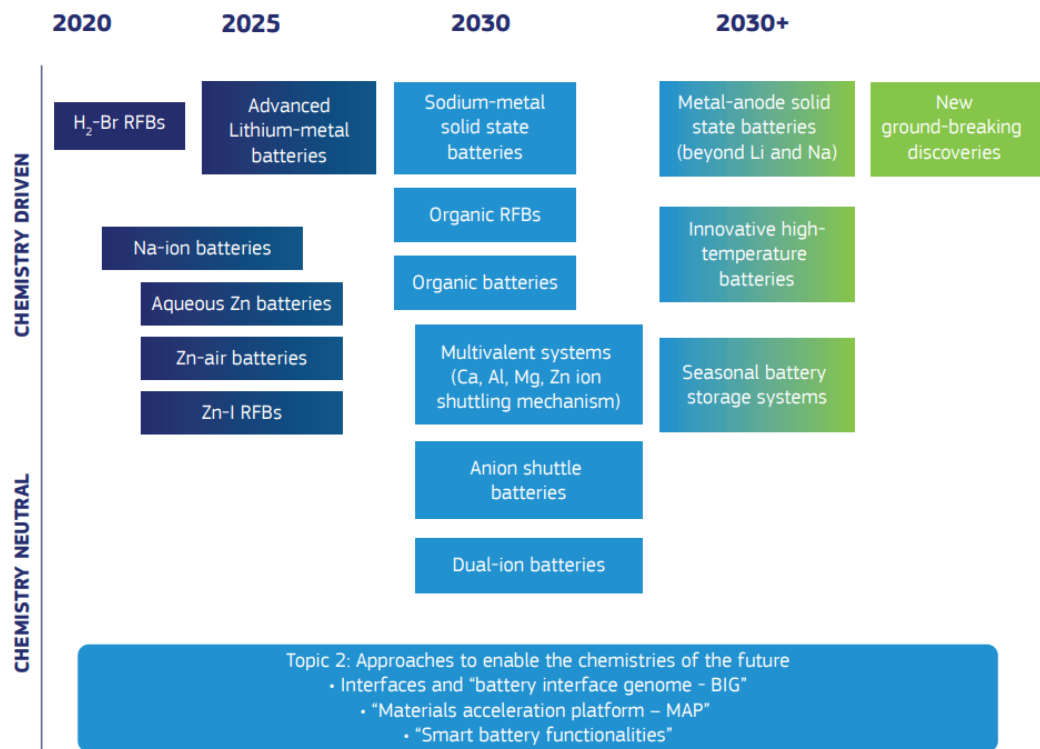 2020
2025
2030
2030+
CHEMISTRY DRIVEN
CHEMISTRY NEUTRAL
H₂-Br RFBs
Advanced
Lithium-metal
batteries
Sodium-metal
solid state
batteries
Metal-anode solid
state batteries
(beyond Li and Na)
New
ground-breaking
discoveries
Na-ion batteries
Organic RFBs
Innovative high-
temperature
batteries
Aqueous Zn batteries
Organic batteries
Zn-air batteries
Multivalent systems
(Ca, Al, Mg, Zn ion
shuttling mechanism)
Seasonal battery
storage systems
Zn-I RFBs
Anion shuttle
batteries
Dual-ion batteries
Topic 2: Approaches to enable the chemistries of the future
• Interfaces and “battery interface genome - BIG”
• “Materials acceleration platform – MAP”
• “Smart battery functionalities”